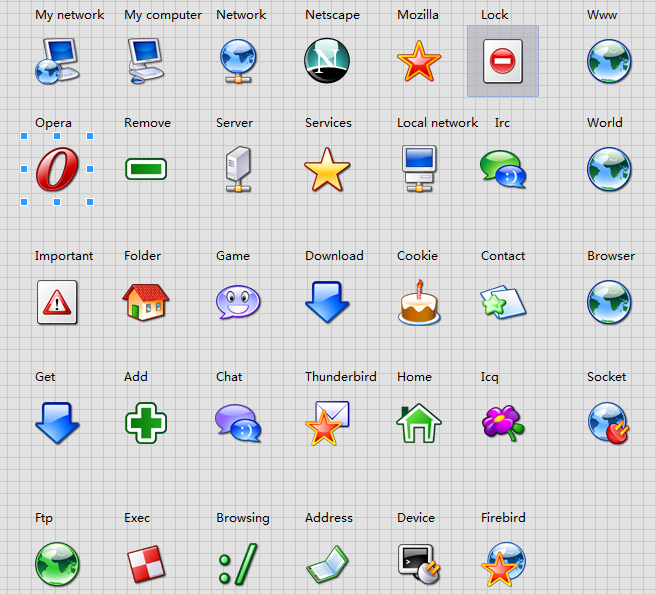 My network My computer Network Netscape Mozilla Lock Www
Opera Remove Server Services Local network Irc World
Important Folder Game Download Cookie Contact Browser
Get Add Chat Thunderbird Home Icq Socket
Ftp Exec Browsing Address Device Firebird